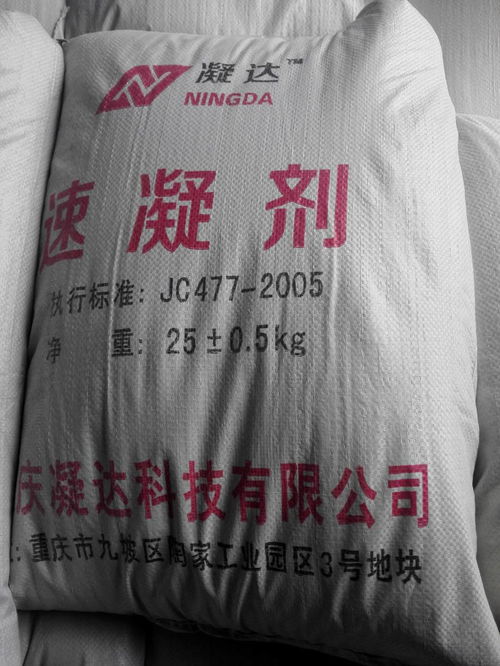 凝达™
NINGDA
速凝剂
执行标准: JC477-2005
净 重: 25±0.5kg
庆凝达科技有限公司
: 重庆市九坡区陶家工业园区3号地块